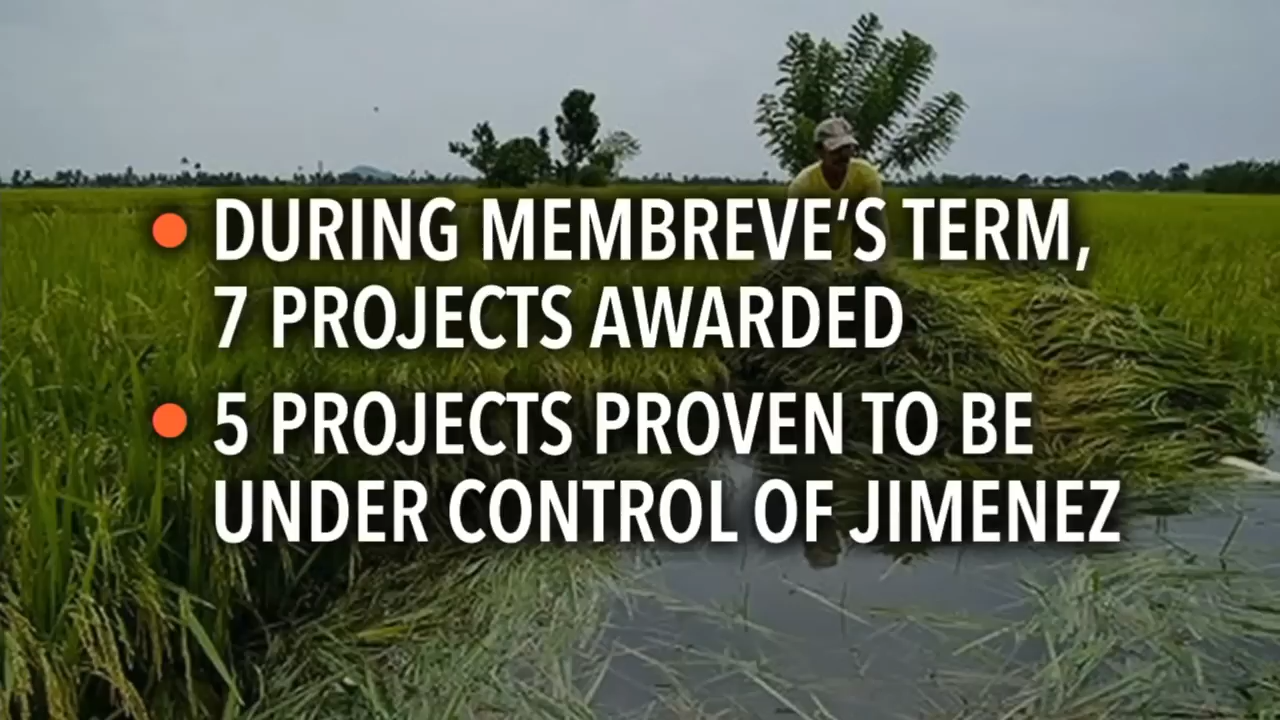 • DURING MEMBREVE'S TERM,
7 PROJECTS AWARDED
• 5 PROJECTS PROVEN TO BE
UNDER CONTROL OF JIMENEZ